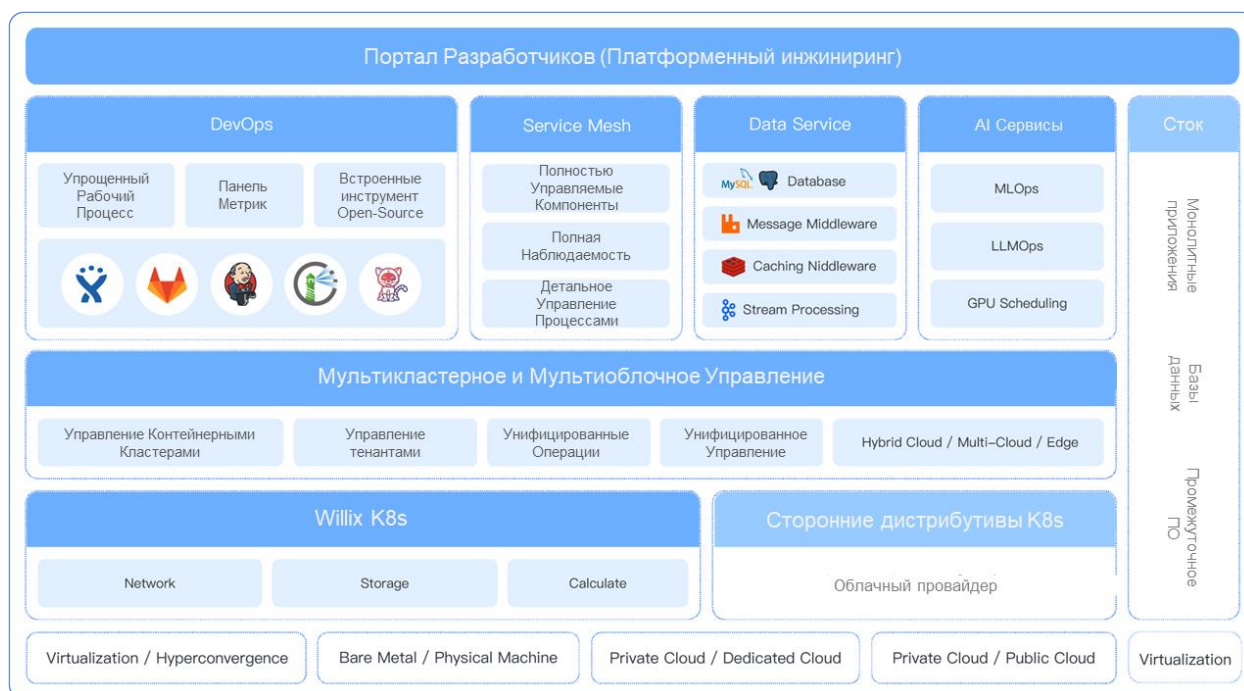 Портал Разработчиков (Платформенный инжиниринг)
DevOps
Упрощенный
Рабочий
Процесс
Панель
Метрик
Встроенные
инструмент
Open-Source
Service Mesh
Полностью
Управляемые
Компоненты
Полная
Наблюдаемость
Детальное
Управление
Процессами
Data Service
MySQL Database
Message Middleware
Caching Niddleware
Stream Processing
AI Сервисы
MLOps
LLMOps
GPU Scheduling
Сток
Монолитные
приложения
Базы
данных
Промежуточное
ПО
Мультикластерное и Мультиоблачное Управление
Управление Контейнерными
Кластерами
Управление
тенантами
Унифицированные
Операции
Унифицированное
Управление
Hybrid Cloud / Multi-Cloud / Edge
Willix K8s
Network
Storage
Calculate
Сторонние дистрибутивы K8s
Облачный провайдер
Virtualization / Hyperconvergence
Bare Metal / Physical Machine
Private Cloud / Dedicated Cloud
Private Cloud / Public Cloud
Virtualization